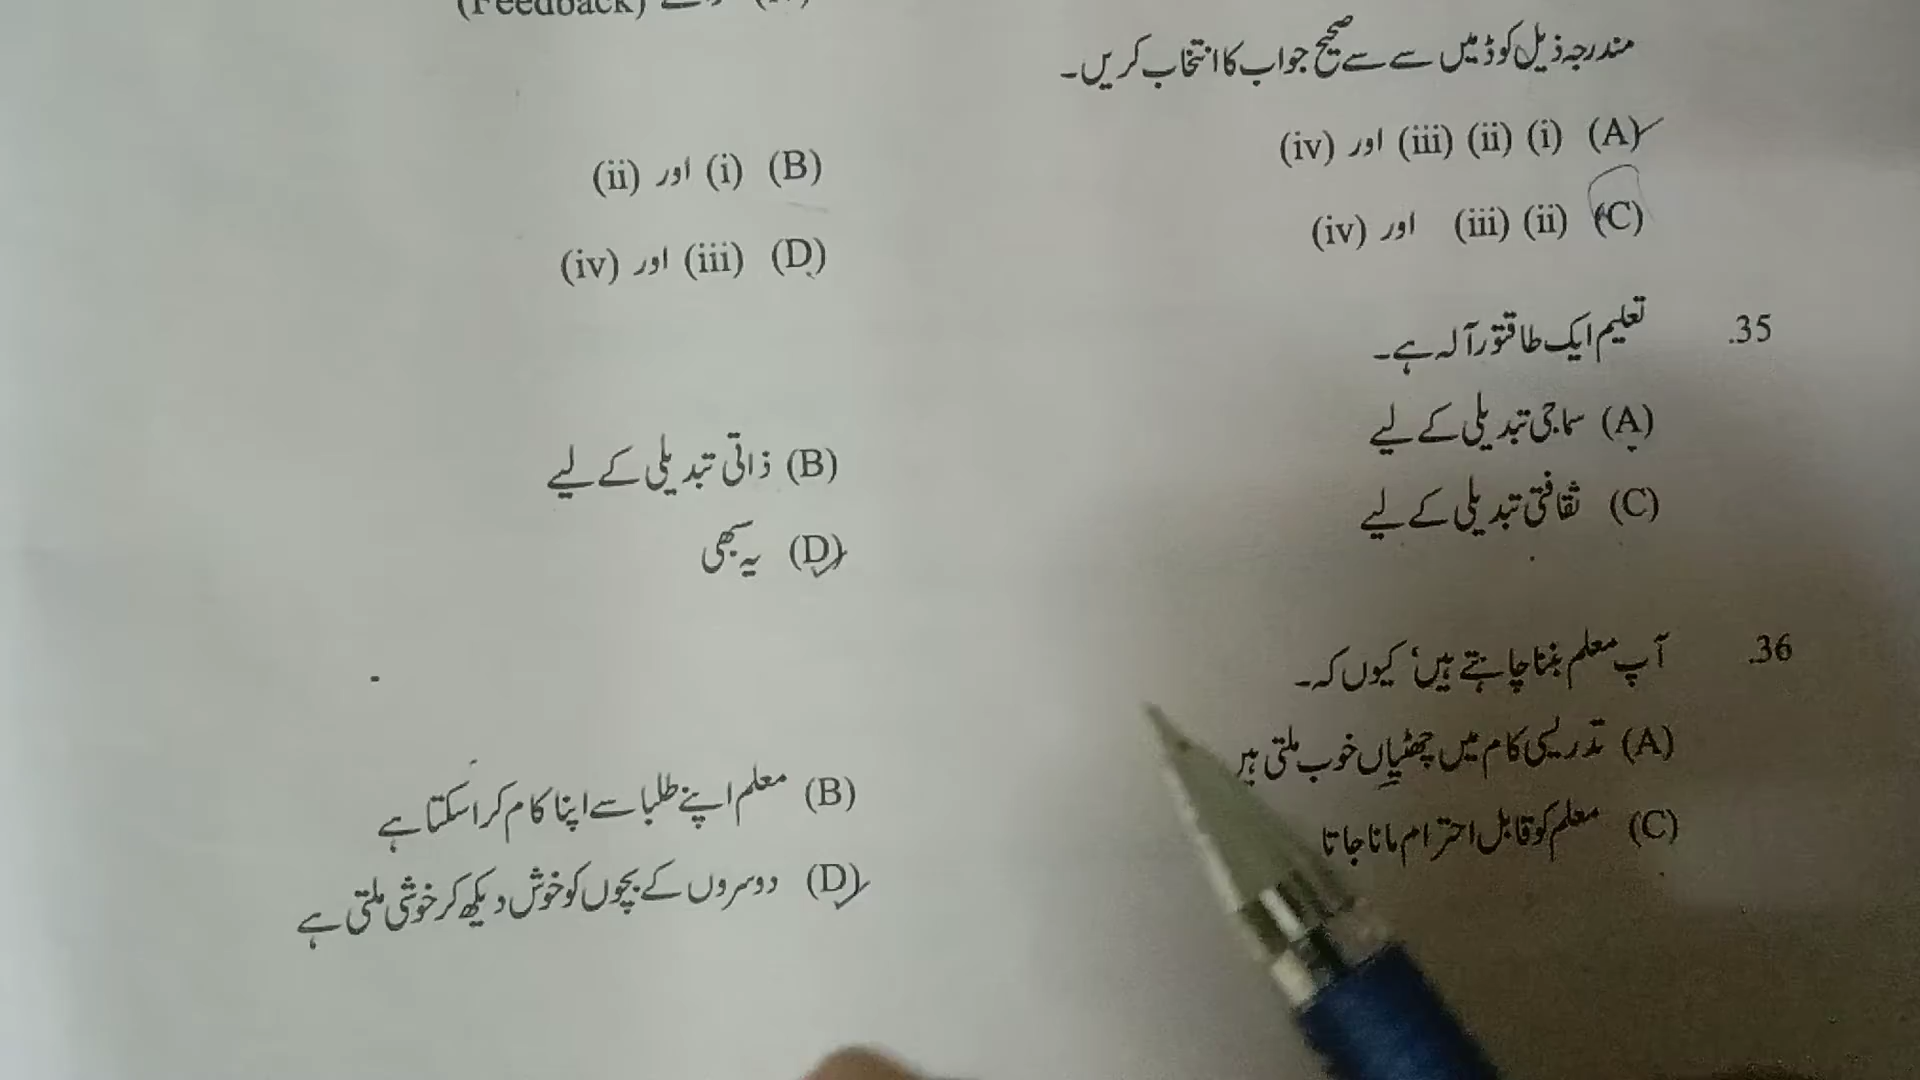 (Feedback)
مندرجہ ذیل کوڈ میں سے سے صحیح جواب کا انتخاب کریں۔
(A) (i) (ii) (iii) اور (iv)
(B) (i) اور (ii)
(C) (ii) (iii) اور (iv)
(D) (iii) اور (iv)
35. تعلیم ایک طاقتور آلہ ہے۔
(A) سماجی تبدیلی کے لیے
(B) ذاتی تبدیلی کے لیے
(C) ثقافتی تبدیلی کے لیے
(D) یہ سبھی
36. آپ معلم بننا چاہتے ہیں، کیوں کہ۔
(A) تدریسی کام میں چھٹیاں خوب ملتی ہیں
(B) معلم اپنے طلبا سے اپنا کام کرا سکتا ہے
(C) معلم کو قابل احترام مانا جاتا
(D) دوسروں کے بچوں کو خوش دیکھ کر خوشی ملتی ہے